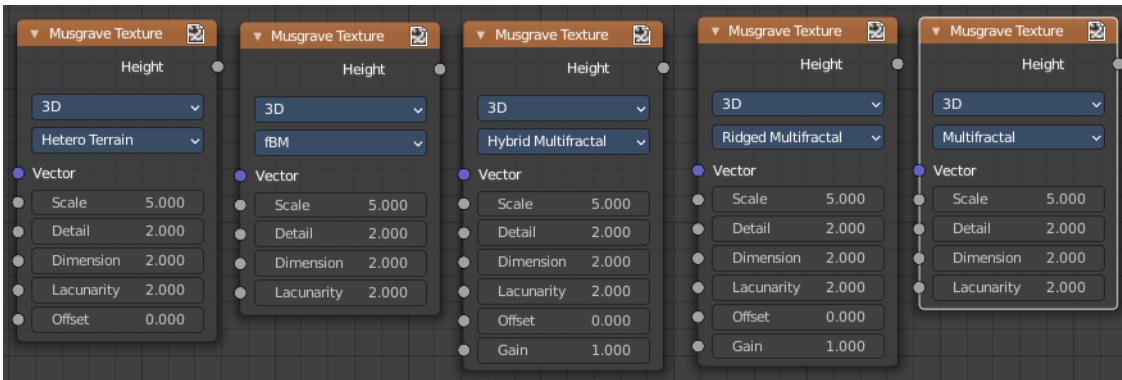 Musgrave Texture
Height
3D
Hetero Terrain
Vector
Scale 5.000
Detail 2.000
Dimension 2.000
Lacunarity 2.000
Offset 0.000
Musgrave Texture
Height
3D
fBM
Vector
Scale 5.000
Detail 2.000
Dimension 2.000
Lacunarity 2.000
Musgrave Texture
Height
3D
Hybrid Multifractal
Vector
Scale 5.000
Detail 2.000
Dimension 2.000
Lacunarity 2.000
Offset 0.000
Gain 1.000
Musgrave Texture
Height
3D
Ridged Multifractal
Vector
Scale 5.000
Detail 2.000
Dimension 2.000
Lacunarity 2.000
Offset 0.000
Gain 1.000
Musgrave Texture
Height
3D
Multifractal
Vector
Scale 5.000
Detail 2.000
Dimension 2.000
Lacunarity 2.000